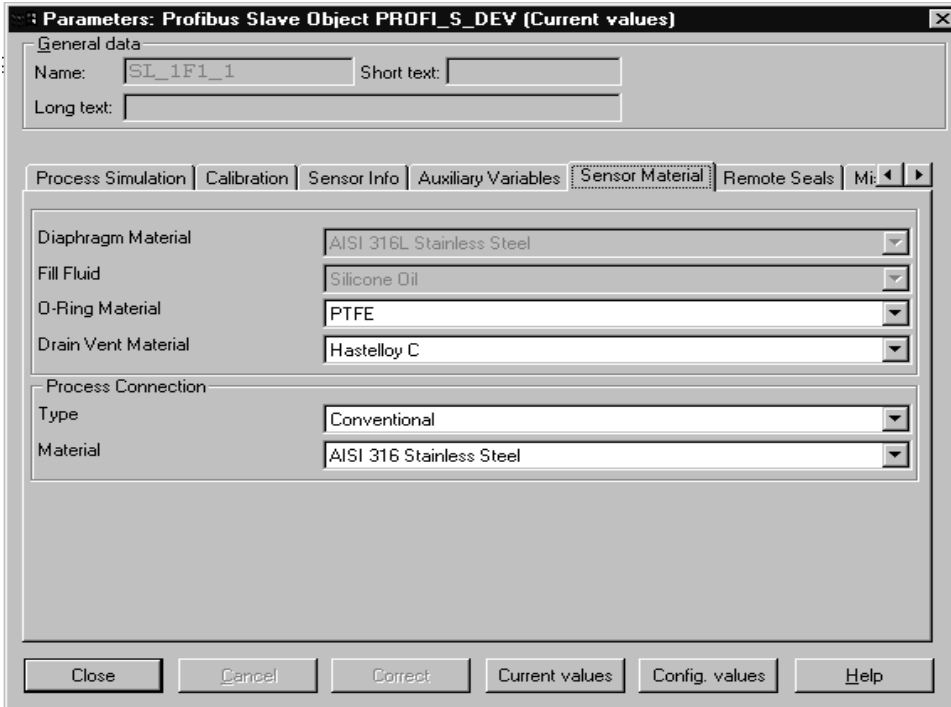 Parameters: Profibus Slave Object PROFI_S_DEV (Current values)
General data
Name: SL_1F1_1 Short text:
Long text:
Process Simulation Calibration Sensor Info Auxiliary Variables Sensor Material Remote Seals Mi
Diaphragm Material AISI 316L Stainless Steel
Fill Fluid Silicone Oil
O-Ring Material PTFE
Drain Vent Material Hastelloy C
Process Connection
Type Conventional
Material AISI 316 Stainless Steel
Close Cancel Correct Current values Config. values Help